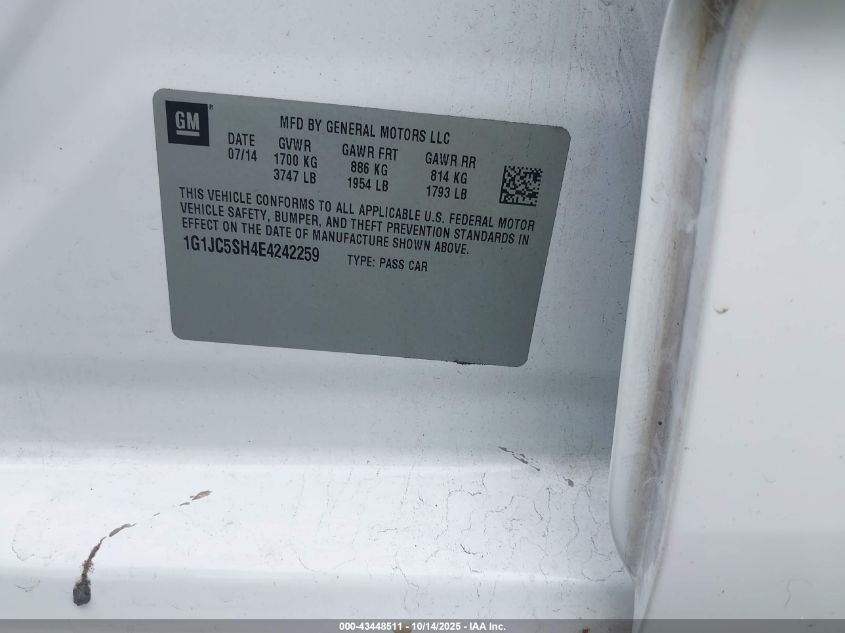 GM ®
MFD BY GENERAL MOTORS LLC
DATE GVWR GAWR FRT GAWR RR
07/14 1700 KG 886 KG 814 KG
3747 LB 1954 LB 1793 LB
THIS VEHICLE CONFORMS TO ALL APPLICABLE U.S. FEDERAL MOTOR
VEHICLE SAFETY, BUMPER, AND THEFT PREVENTION STANDARDS IN
EFFECT ON THE DATE OF MANUFACTURE SHOWN ABOVE.
1G1JC5SH4E4242259 TYPE: PASS CAR
000-43448511 - 10/14/2025 - IAA Inc.